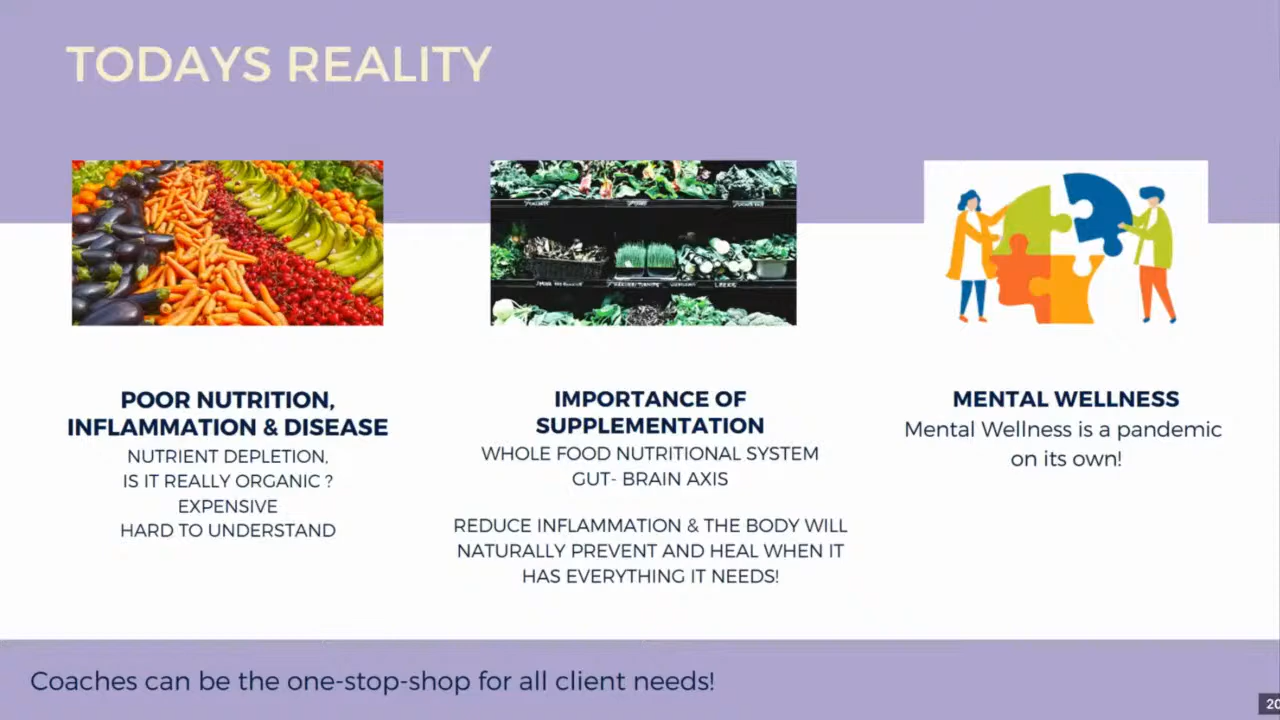 TODAYS REALITY
POOR NUTRITION,
INFLAMMATION & DISEASE
NUTRIENT DEPLETION,
IS IT REALLY ORGANIC ?
EXPENSIVE
HARD TO UNDERSTAND
IMPORTANCE OF
SUPPLEMENTATION
WHOLE FOOD NUTRITIONAL SYSTEM
GUT- BRAIN AXIS
REDUCE INFLAMMATION & THE BODY WILL
NATURALLY PREVENT AND HEAL WHEN IT
HAS EVERYTHING IT NEEDS!
MENTAL WELLNESS
Mental Wellness is a pandemic
on its own!
Coaches can be the one-stop-shop for all client needs!